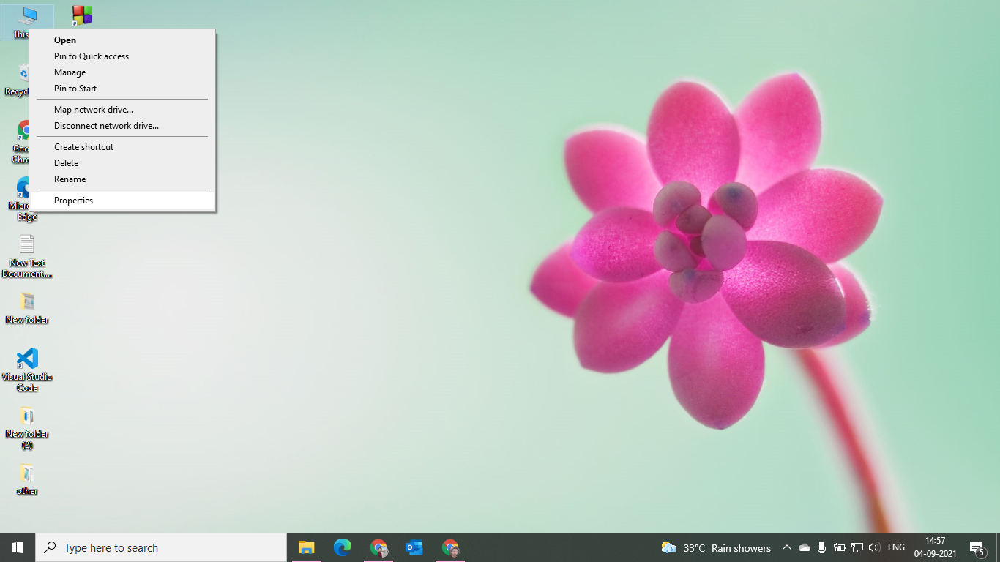 This
Open
Pin to Quick access
Manage
Pin to Start
Map network drive...
Disconnect network drive...
Create shortcut
Delete
Rename
Properties
Recyc
Goo
Chro
Micro
Edge
New Text
Document....
New folder
Visual Studio
Code
New folder
(2)
other
Type here to search
33°C Rain showers
ENG
14:57
04-09-2021
5